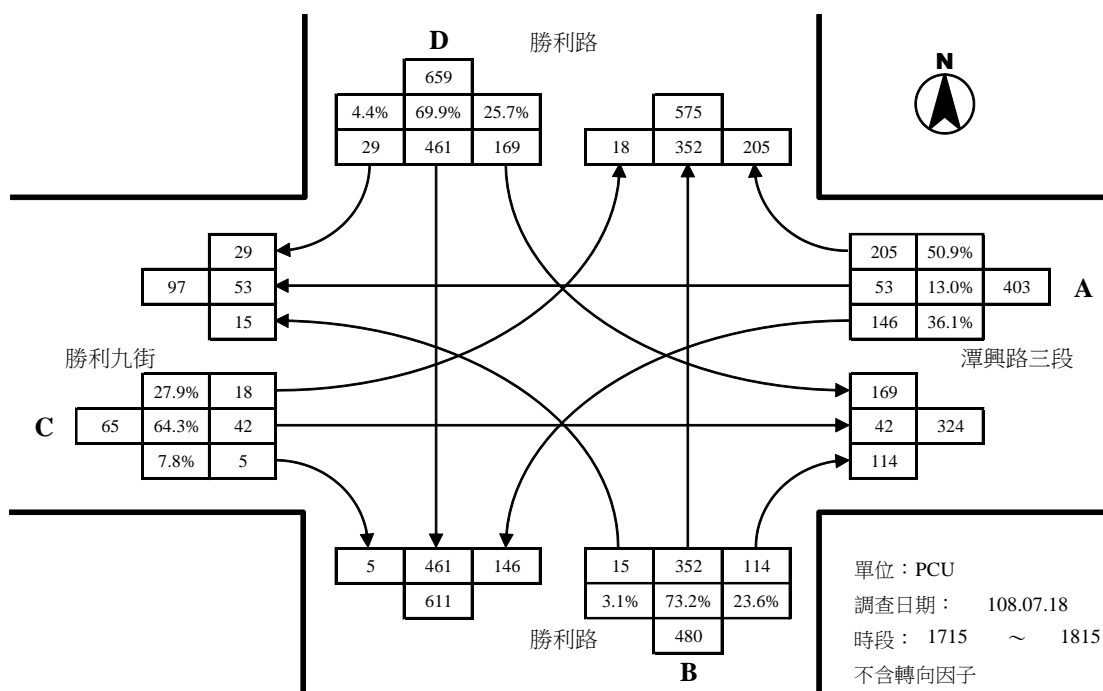 D 勝利路
N
659
4.4% 69.9% 25.7%
29 461 169
575
18 352 205
29
97 53
15
205 50.9%
53 13.0% 403
146 36.1%
A
勝利九街
潭興路三段
27.9% 18
65 64.3% 42
7.8% 5
C
169
42 324
114
5 461 146
611
15 352 114
3.1% 73.2% 23.6%
480
勝利路
B
單位：PCU
調查日期： 108.07.18
時段： 1715 ～ 1815
不含轉向因子